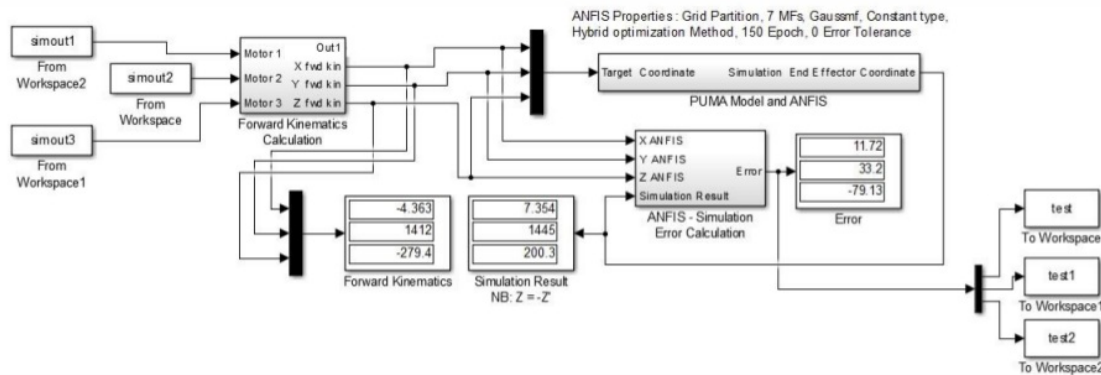 ANFIS Properties : Grid Partition, 7 MFs, Gaussmf, Constant type,
Hybrid optimization Method, 150 Epoch, 0 Error Tolerance
simout1
From
Workspace2
simout2
From
Workspace
simout3
From
Workspace1
Motor 1
Motor 2
Motor 3
Out1
X fwd kin
Y fwd kin
Z fwd kin
Forward Kinematics
Calculation
Target Coordinate
Simulation End Effector Coordinate
PUMA Model and ANFIS
X ANFIS
Y ANFIS
Z ANFIS
Simulation Result
Error
ANFIS - Simulation
Error Calculation
11.72
33.2
-79.13
Error
-4.363
1412
-279.4
Forward Kinematics
7.354
1445
200.3
Simulation Result
NB: Z = -Z'
test
To Workspace
test1
To Workspace1
test2
To Workspace2